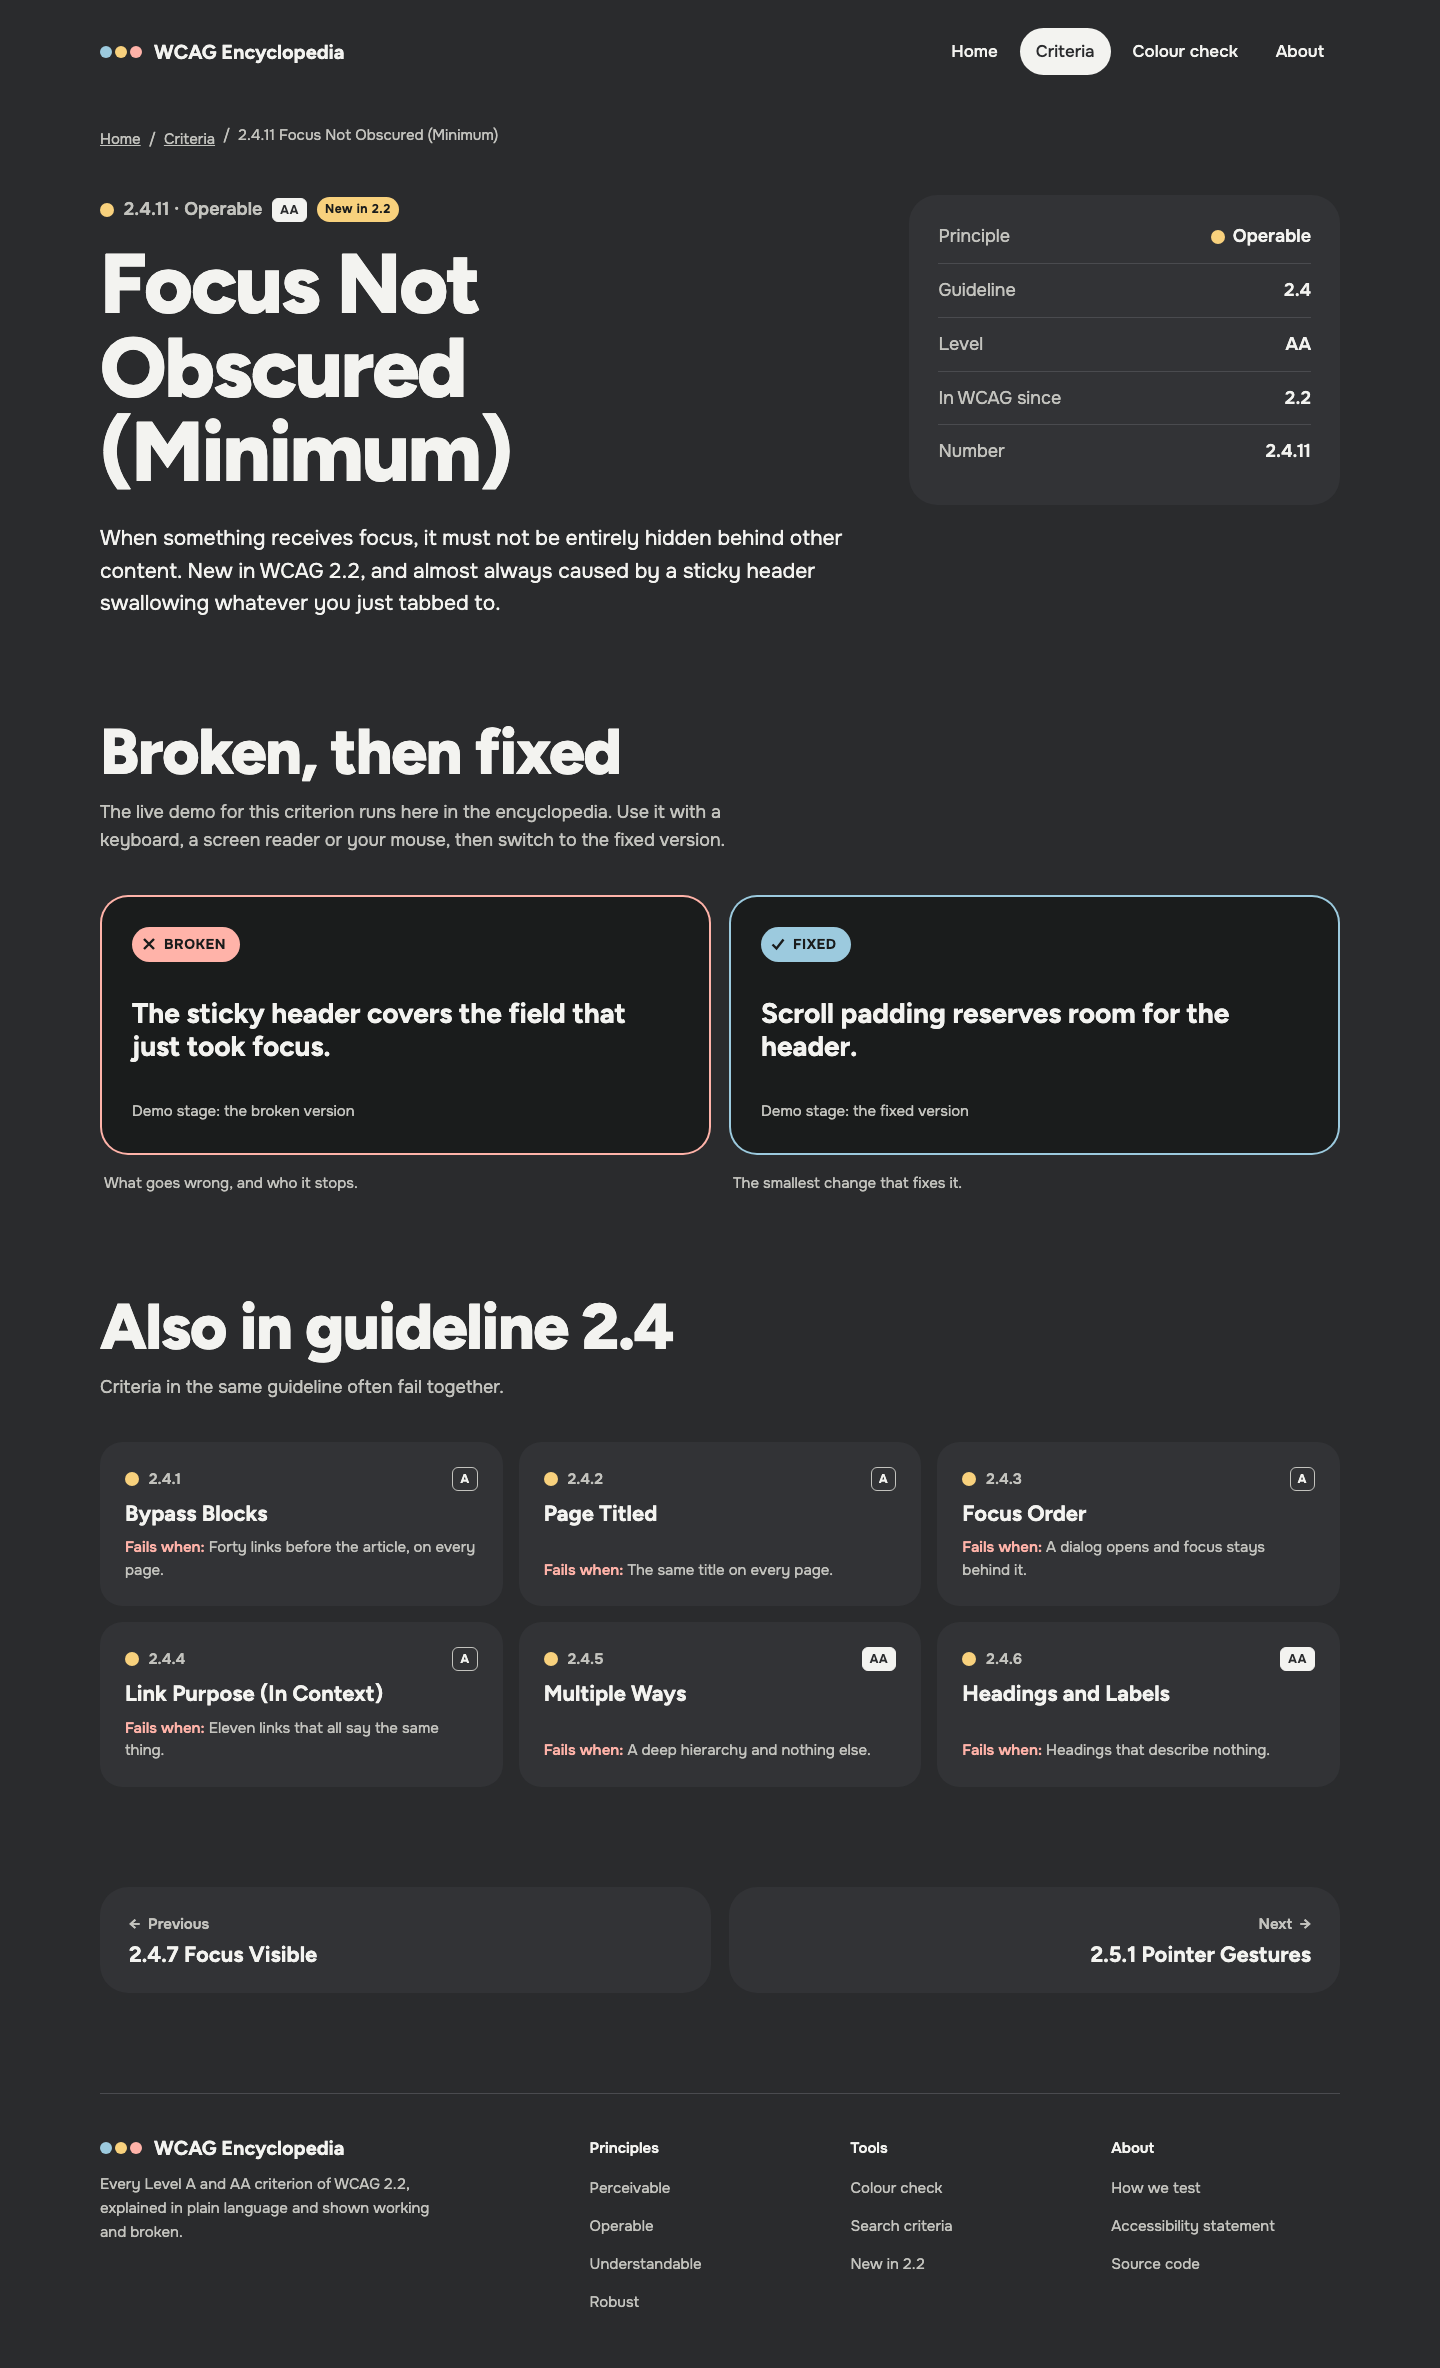 WCAG Encyclopedia
Home
Criteria
Colour check
About
Home / Criteria / 2.4.11 Focus Not Obscured (Minimum)
2.4.11 · Operable AA New in 2.2
Focus Not
Obscured
(Minimum)
When something receives focus, it must not be entirely hidden behind other
content. New in WCAG 2.2, and almost always caused by a sticky header
swallowing whatever you just tabbed to.
Principle Operable
Guideline 2.4
Level AA
In WCAG since 2.2
Number 2.4.11
Broken, then fixed
The live demo for this criterion runs here in the encyclopedia. Use it with a
keyboard, a screen reader or your mouse, then switch to the fixed version.
BROKEN
The sticky header covers the field that
just took focus.
Demo stage: the broken version
What goes wrong, and who it stops.
FIXED
Scroll padding reserves room for the
header.
Demo stage: the fixed version
The smallest change that fixes it.
Also in guideline 2.4
Criteria in the same guideline often fail together.
2.4.1 A
Bypass Blocks
Fails when: Forty links before the article, on every
page.
2.4.2 A
Page Titled
Fails when: The same title on every page.
2.4.3 A
Focus Order
Fails when: A dialog opens and focus stays
behind it.
2.4.4 A
Link Purpose (In Context)
Fails when: Eleven links that all say the same
thing.
2.4.5 AA
Multiple Ways
Fails when: A deep hierarchy and nothing else.
2.4.6 AA
Headings and Labels
Fails when: Headings that describe nothing.
← Previous
2.4.7 Focus Visible
Next →
2.5.1 Pointer Gestures
WCAG Encyclopedia
Every Level A and AA criterion of WCAG 2.2,
explained in plain language and shown working
and broken.
Principles
Perceivable
Operable
Understandable
Robust
Tools
Colour check
Search criteria
New in 2.2
About
How we test
Accessibility statement
Source code